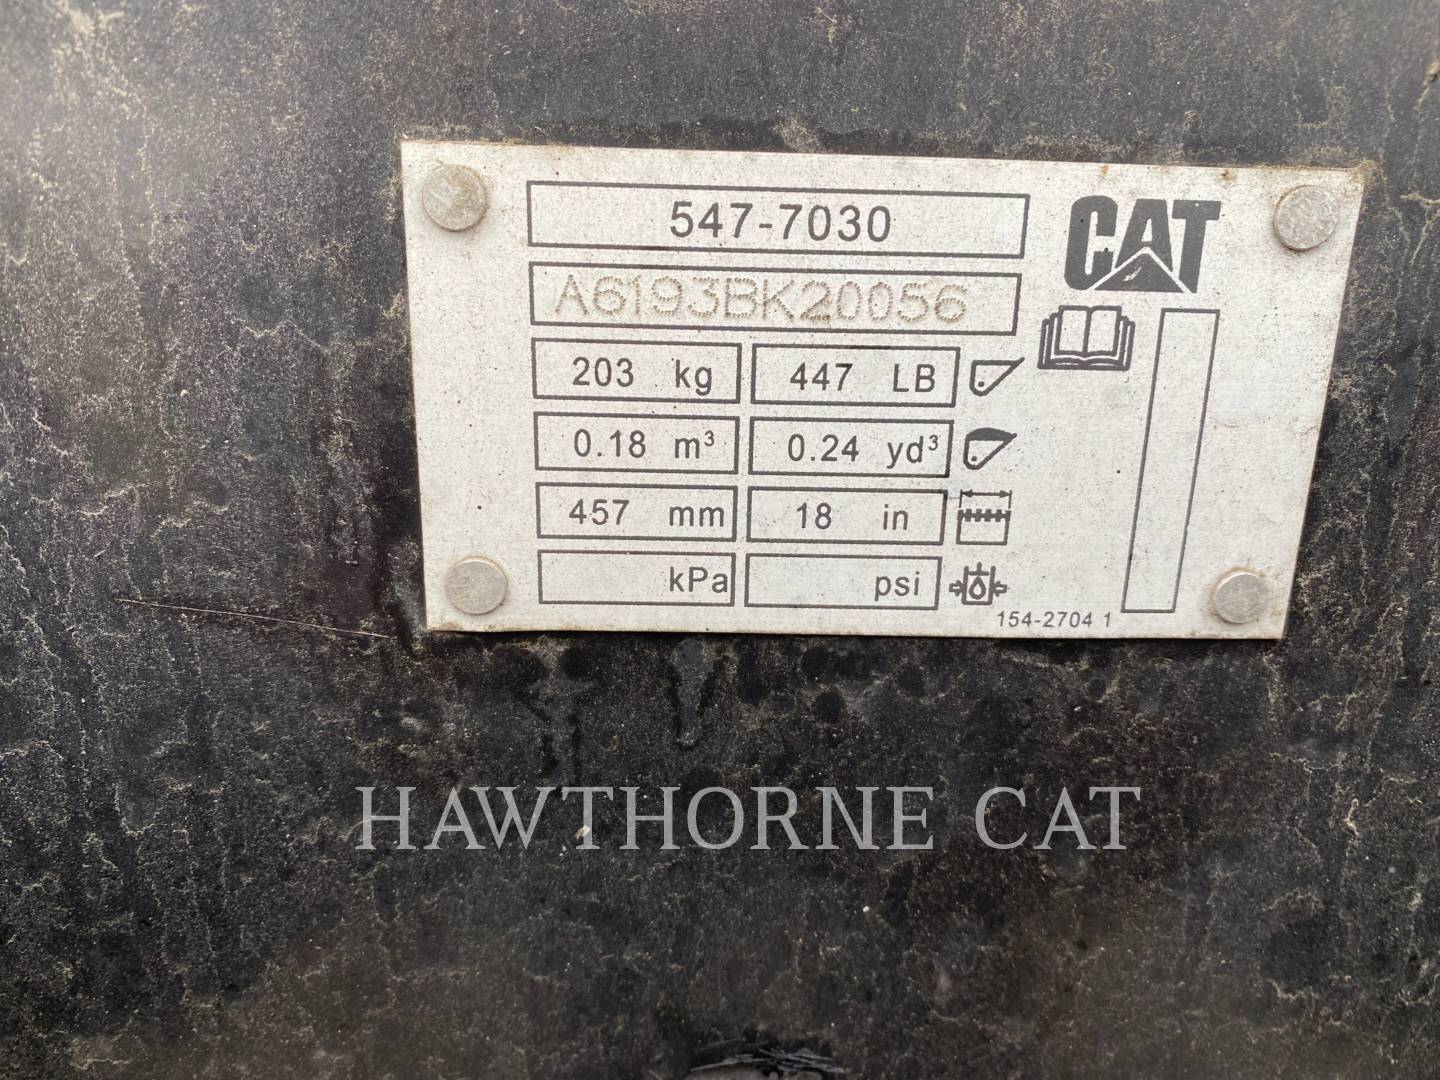 547-7030
CAT
A6193BK20056
203 kg 447 LB
0.18 m³ 0.24 yd³
457 mm 18 in
kPa psi
154-2704 1
HAWTHORNE CAT